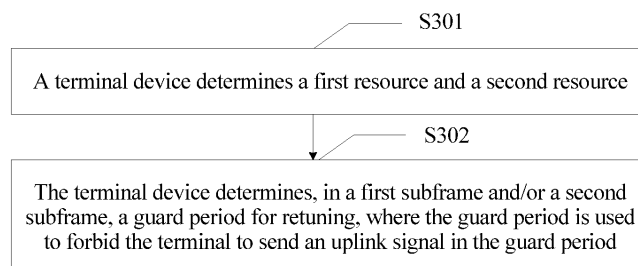 S301
A terminal device determines a first resource and a second resource
S302
The terminal device determines, in a first subframe and/or a second
subframe, a guard period for retuning, where the guard period is used
to forbid the terminal to send an uplink signal in the guard period